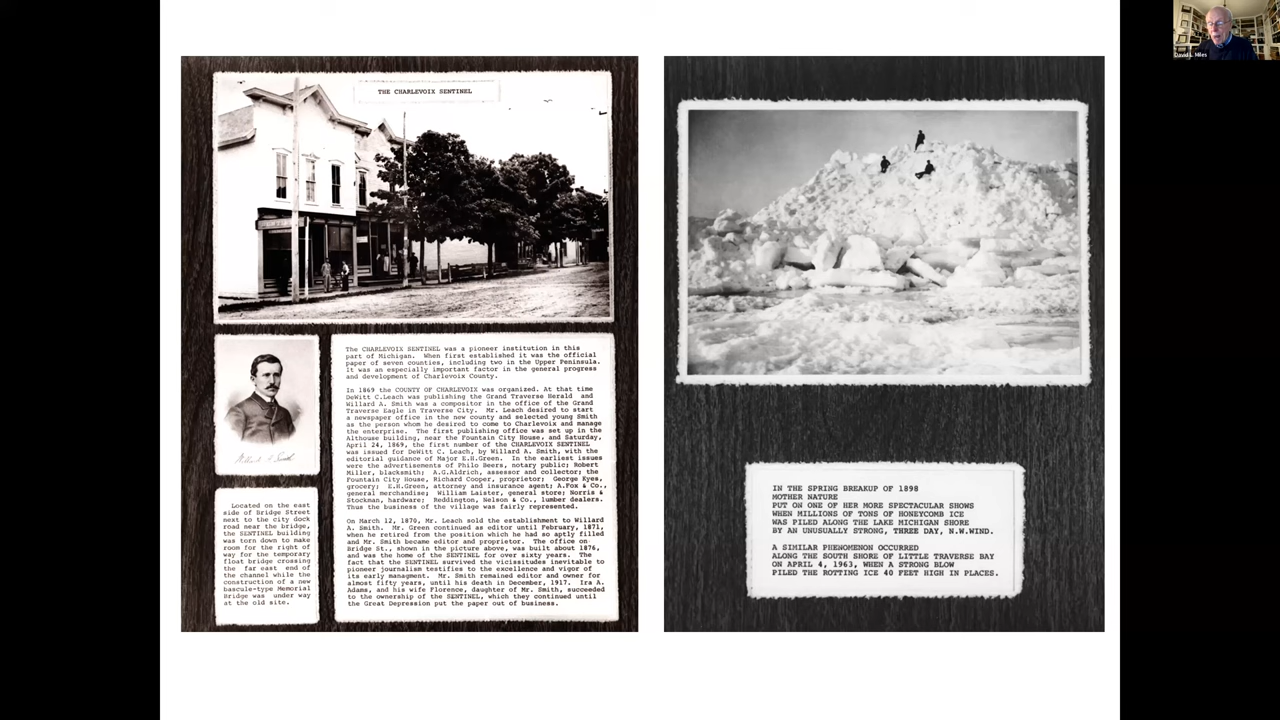 THE CHARLEVOIX SENTINEL
The CHARLEVOIX SENTINEL was a pioneer institution in this
part of Michigan. When first established it was the official
paper of seven counties, including two in the Upper Peninsula.
It was an especially important factor in the general progress
and development of Charlevoix County.
In 1869 the COUNTY OF CHARLEVOIX was organized. At that time
DeWitt C.Leach was publishing the Grand Traverse Herald and
Willard A. Smith was a compositor in the office of the Grand
Traverse Eagle in Traverse City. Mr. Leach desired to start
a newspaper office in the new county and selected young Smith
as the person whom he desired to come to Charlevoix and manage
the enterprise. The first publishing office was set up in the
Althouse building, near the Fountain City House, and Saturday,
April 24, 1869, the first number of the CHARLEVOIX SENTINEL
was issued for DeWitt C. Leach, by Willard A. Smith, with the
editorial guidance of Major E.H.Green. In the earliest issues
were the advertisements of Philo Beers, notary public; Robert
Miller, blacksmith; A.G.Aldrich, assessor and collector; the
Fountain City House, Richard Cooper, proprietor; George Keyes,
grocery; E.H.Green, attorney and insurance agent; A.Fox & Co.,
general merchandise; William Laister, general store; Norris &
Stockman, hardware; Reddington, Nelson & Co., lumber dealers.
Thus the business of the village was fairly represented.
On March 12, 1870, Mr. Leach sold the establishment to Willard
A. Smith. Mr. Green continued as editor until February, 1871,
when he retired from the position which he had so aptly filled
and Mr. Smith became editor and proprietor. The office on
Bridge St., shown in the picture above, was built about 1876,
and was the home of the SENTINEL for over sixty years. The
fact that the SENTINEL survived the vicissitudes inevitable to
pioneer journalism testifies to the excellence and vigor of
its early managment. Mr. Smith remained editor and owner for
almost fifty years, until his death in December, 1917. Ira A.
Adams, and his wife Florence, daughter of Mr. Smith, succeeded
to the ownership of the SENTINEL, which they continued until
the Great Depression put the paper out of business.
Willard A Smith
Located on the east
side of Bridge Street
next to the city dock
road near the bridge,
the SENTINEL building
was torn down to make
room for the right of
way for the temporary
float bridge crossing
the far east end of
the channel while the
construction of a new
bascule-type Memorial
Bridge was under way
at the old site.
IN THE SPRING BREAKUP OF 1898
MOTHER NATURE
PUT ON ONE OF HER MORE SPECTACULAR SHOWS
WHEN MILLIONS OF TONS OF HONEYCOMB ICE
WAS PILED ALONG THE LAKE MICHIGAN SHORE
BY AN UNUSUALLY STRONG, THREE DAY, N.W.WIND.
A SIMILAR PHENOMENON OCCURRED
ALONG THE SOUTH SHORE OF LITTLE TRAVERSE BAY
ON APRIL 4, 1963, WHEN A STRONG BLOW
PILED THE ROTTING ICE 40 FEET HIGH IN PLACES.
David L. Miles